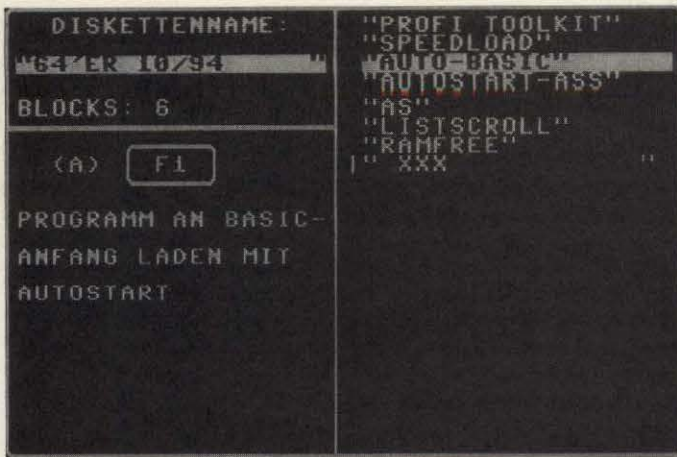 DISKETTENNAME:
"64'ER 10/94 "
BLOCKS: 6
(A) F1
PROGRAMM AN BASIC-
ANFANG LADEN MIT
AUTOSTART
"PROFI TOOLKIT"
"SPEEDLOAD"
"AUTO-BASIC"
"AUTOSTART-ASS"
"AS"
"LISTSCROLL"
"RAMFREE"
" XXX "